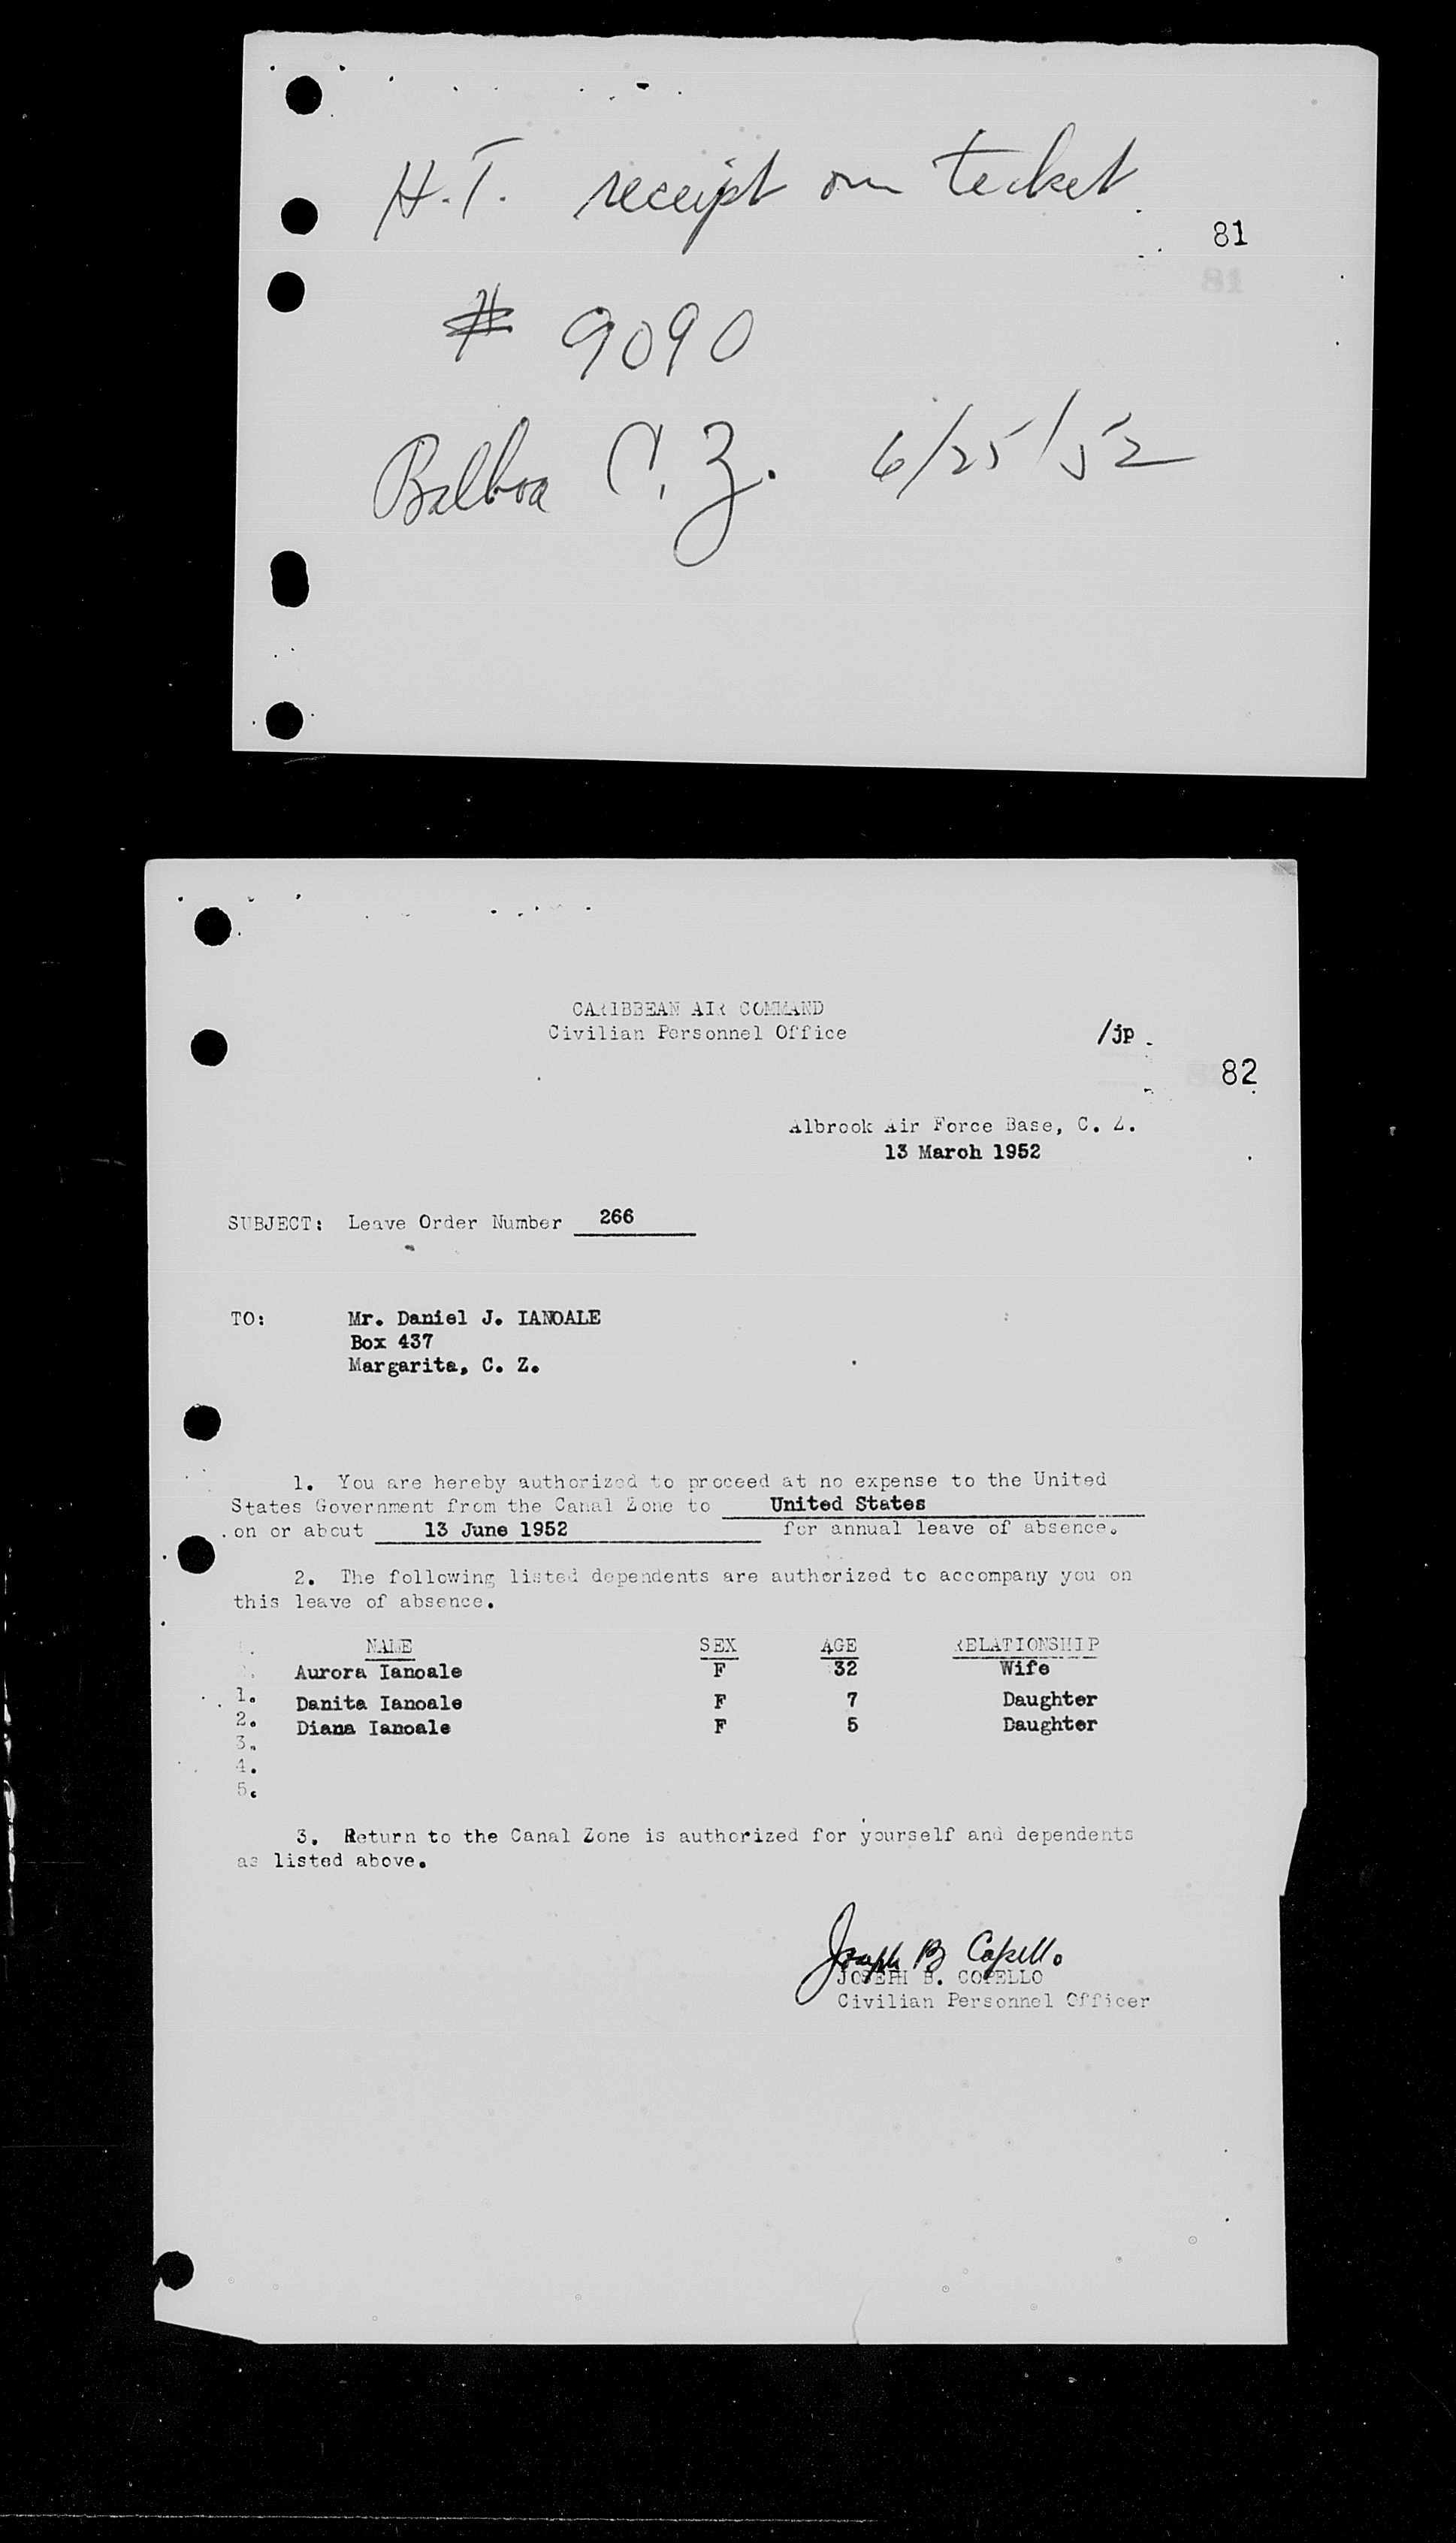 H.T. receipt on ticket
81
# 9090
Balboa C.Z. 6/25/52
CARIBBEAN AIR COMMAND
Civilian Personnel Office
/jp
82
Albrook Air Force Base, C. Z.
13 March 1952
SUBJECT: Leave Order Number 266
TO: Mr. Daniel J. IANOALE
Box 437
Margarita, C. Z.
1. You are hereby authorized to proceed at no expense to the United
States Government from the Canal Zone to United States
on or about 13 June 1952 for annual leave of absence.
2. The following listed dependents are authorized to accompany you on
this leave of absence.
NAME SEX AGE RELATIONSHIP
Aurora Ianoale F 32 Wife
1. Danita Ianoale F 7 Daughter
2. Diana Ianoale F 5 Daughter
3.
4.
5.
3. Return to the Canal Zone is authorized for yourself and dependents
as listed above.
Joseph B Copello
JOSEPH B. COPELLO
Civilian Personnel Officer